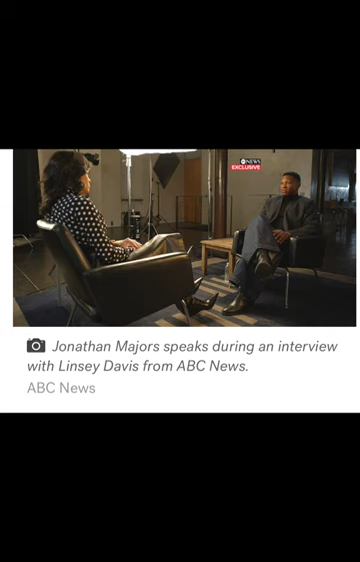 abc NEWS
EXCLUSIVE
Jonathan Majors speaks during an interview
with Linsey Davis from ABC News.
ABC News